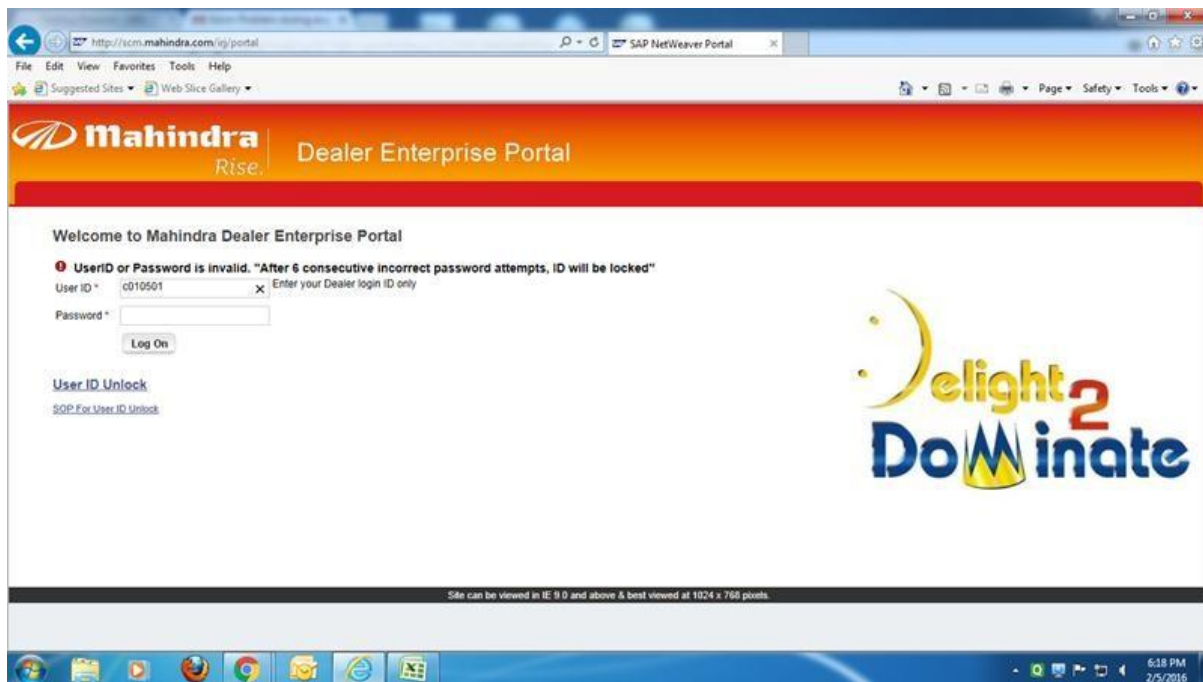 http://scm.mahindra.com/irj/portal
SAP NetWeaver Portal
File Edit View Favorites Tools Help
Suggested Sites Web Slice Gallery
Page Safety Tools
Mahindra
Rise.
Dealer Enterprise Portal
Welcome to Mahindra Dealer Enterprise Portal
UserID or Password is invalid. "After 6 consecutive incorrect password attempts, ID will be locked"
User ID * c010501 Enter your Dealer login ID only
Password *
Log On
User ID Unlock
SOP For User ID Unlock
Delight 2
DoMinate
Site can be viewed in IE 9.0 and above & best viewed at 1024 x 768 pixels.
6:18 PM
2/5/2016